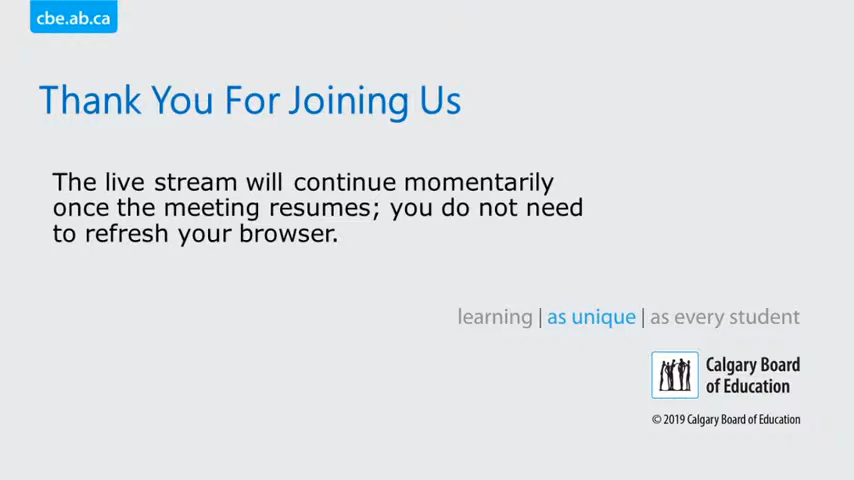 cbe.ab.ca
Thank You For Joining Us
The live stream will continue momentarily
once the meeting resumes; you do not need
to refresh your browser.
learning | as unique | as every student
Calgary Board
of Education
© 2019 Calgary Board of Education